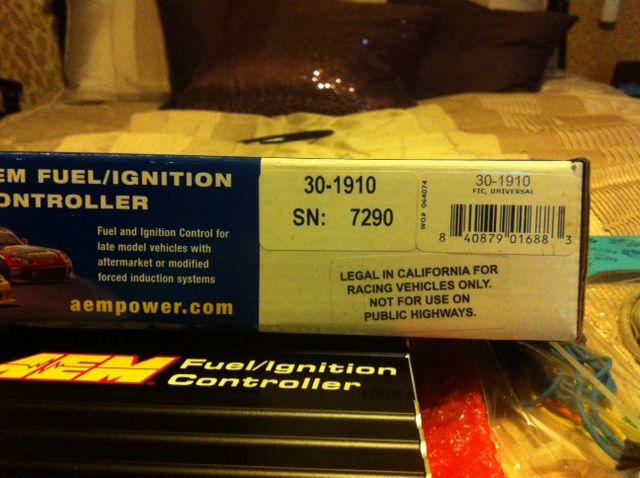 EM FUEL/IGNITION
ONTROLLER
Fuel and Ignition Control for
late model vehicles with
aftermarket or modified
forced induction systems
aempower.com
30-1910
SN: 7290
WO# 064074
30-1910
FIC, UNIVERSAL
8 40879 01688 3
LEGAL IN CALIFORNIA FOR
RACING VEHICLES ONLY.
NOT FOR USE ON
PUBLIC HIGHWAYS.
AEM Fuel/Ignition
Controller